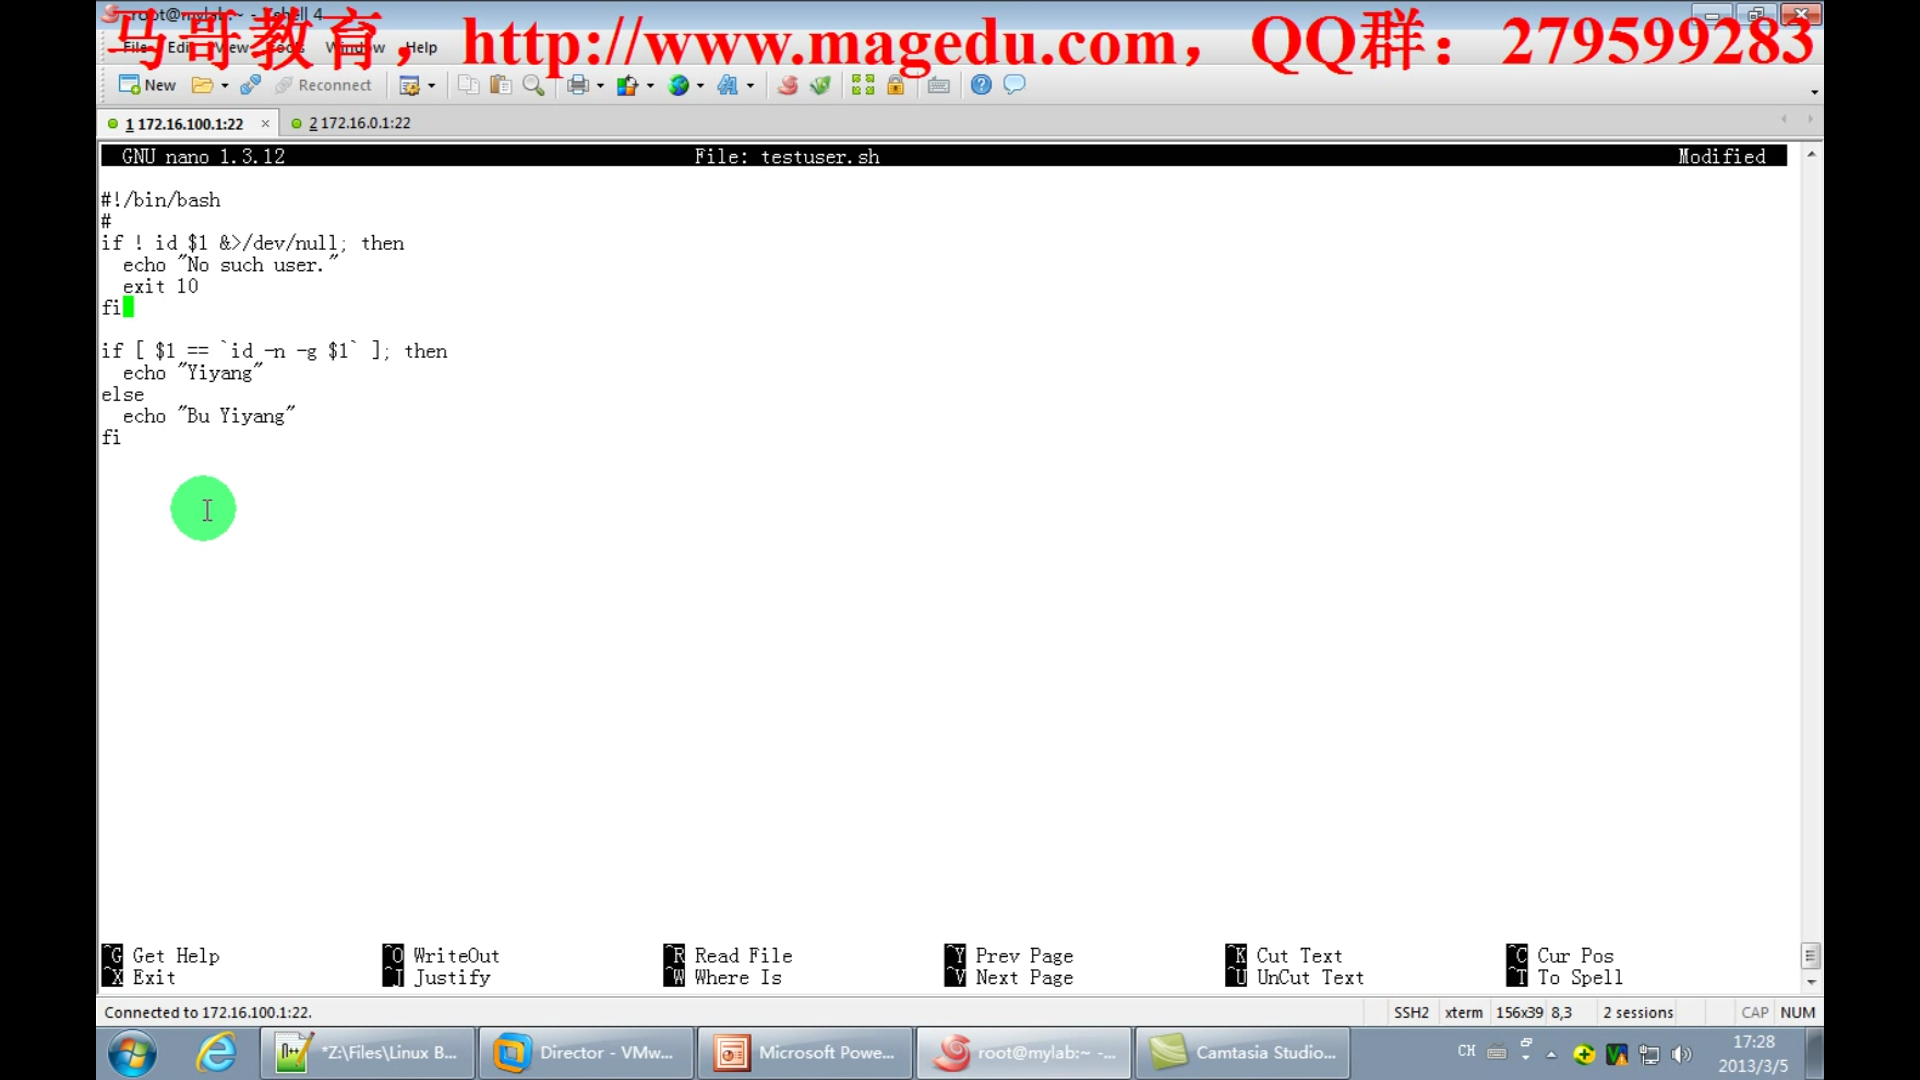 root@mylab:~ - Xshell 4
马哥教育，http://www.magedu.com，QQ群：279599283
File Edit View Tools Window Help
New Reconnect
1 172.16.100.1:22 × 2 172.16.0.1:22
GNU nano 1.3.12 File: testuser.sh Modified
#!/bin/bash
#
if ! id $1 &>/dev/null; then
echo "No such user."
exit 10
fi
if [ $1 == `id -n -g $1` ]; then
echo "Yiyang"
else
echo "Bu Yiyang"
fi
^G Get Help ^O WriteOut ^R Read File ^Y Prev Page ^K Cut Text ^C Cur Pos
^X Exit ^J Justify ^W Where Is ^V Next Page ^U UnCut Text ^T To Spell
Connected to 172.16.100.1:22. SSH2 xterm 156x39 8,3 2 sessions CAP NUM
*Z:\Files\Linux B... Director - VMw... Microsoft Powe... root@mylab:~ -... Camtasia Studio... CH 17:28
2013/3/5